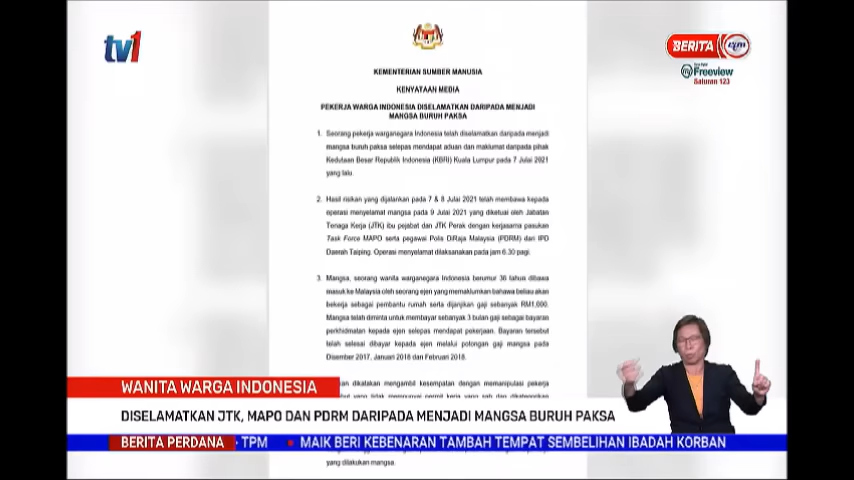 tv1
BERITA rtm
myFreeview
Saluran 123
KEMENTERIAN SUMBER MANUSIA
KENYATAAN MEDIA
PEKERJA WARGA INDONESIA DISELAMATKAN DARIPADA MENJADI
MANGSA BURUH PAKSA
1. Seorang pekerja warganegara Indonesia telah diselamatkan daripada menjadi
mangsa buruh paksa selepas mendapat aduan dan maklumat daripada pihak
Kedutaan Besar Republik Indonesia (KBRI) Kuala Lumpur pada 7 Julai 2021
yang lalu.
2. Hasil risikan yang dijalankan pada 7 & 8 Julai 2021 telah membawa kepada
operasi menyelamat mangsa pada 9 Julai 2021 yang diketuai oleh Jabatan
Tenaga Kerja (JTK) ibu pejabat dan JTK Perak dengan kerjasama pasukan
Task Force MAPO serta pegawai Polis DiRaja Malaysia (PDRM) dari IPD
Daerah Taiping. Operasi menyelamat dilaksanakan pada jam 6.30 pagi.
3. Mangsa, seorang wanita warganegara Indonesia berumur 36 tahun dibawa
masuk ke Malaysia oleh seorang ejen yang memaklumkan bahawa beliau akan
bekerja sebagai pembantu rumah serta dijanjikan gaji sebanyak RM1,000.
Mangsa telah diminta untuk membayar sebanyak 3 bulan gaji sebagai bayaran
perkhidmatan kepada ejen selepas mendapat pekerjaan. Bayaran tersebut
telah selesai dibayar kepada ejen melalui potongan gaji mangsa pada
Disember 2017, Januari 2018 dan Februari 2018.
dikatakan mengambil kesempatan dengan memanipulasi pekerja
WANITA WARGA INDONESIA
DISELAMATKAN JTK, MAPO DAN PDRM DARIPADA MENJADI MANGSA BURUH PAKSA
BERITA PERDANA TPM • MAIK BERI KEBENARAN TAMBAH TEMPAT SEMBELIHAN IBADAH KORBAN
yang dilakukan mangsa.